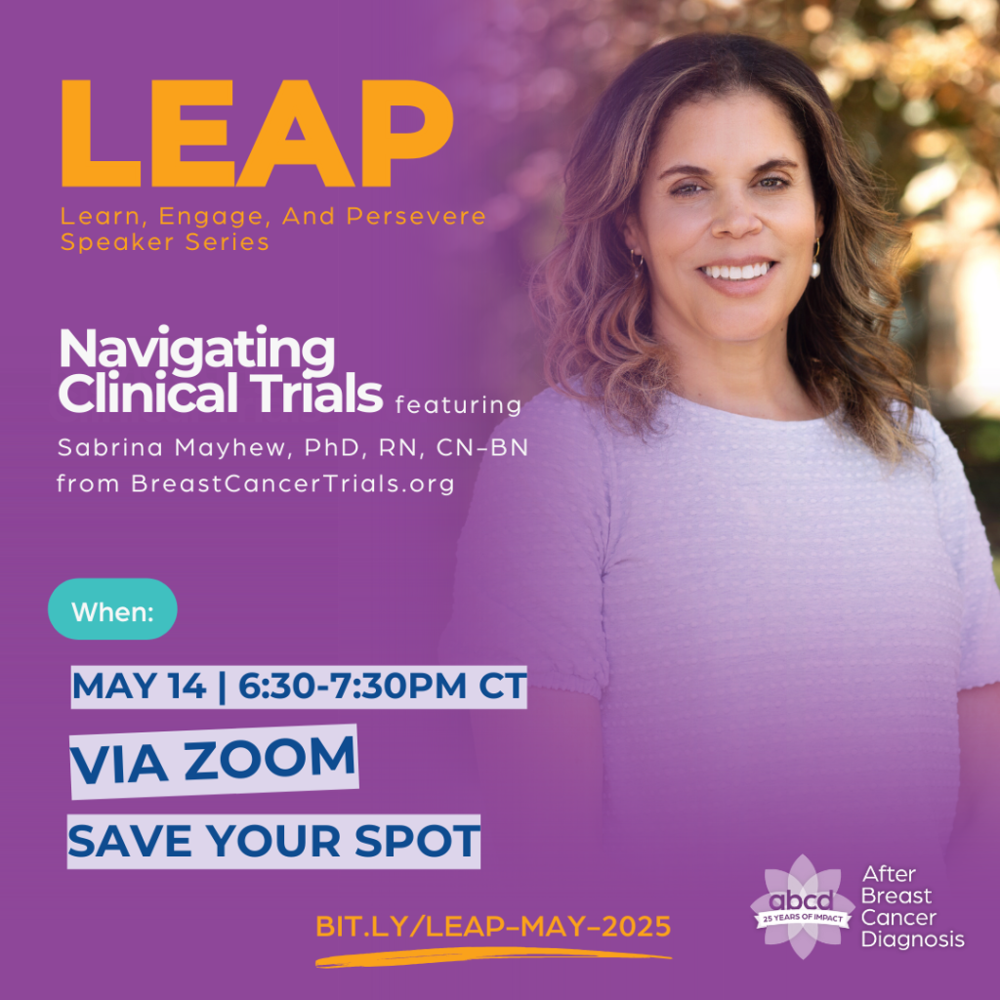 LEAP
Learn, Engage, And Persevere
Speaker Series
Navigating
Clinical Trials featuring
Sabrina Mayhew, PhD, RN, CN-BN
from BreastCancerTrials.org
When:
MAY 14 | 6:30-7:30PM CT
VIA ZOOM
SAVE YOUR SPOT
BIT.LY/LEAP-MAY-2025
abcd
25 YEARS OF IMPACT
After
Breast
Cancer
Diagnosis